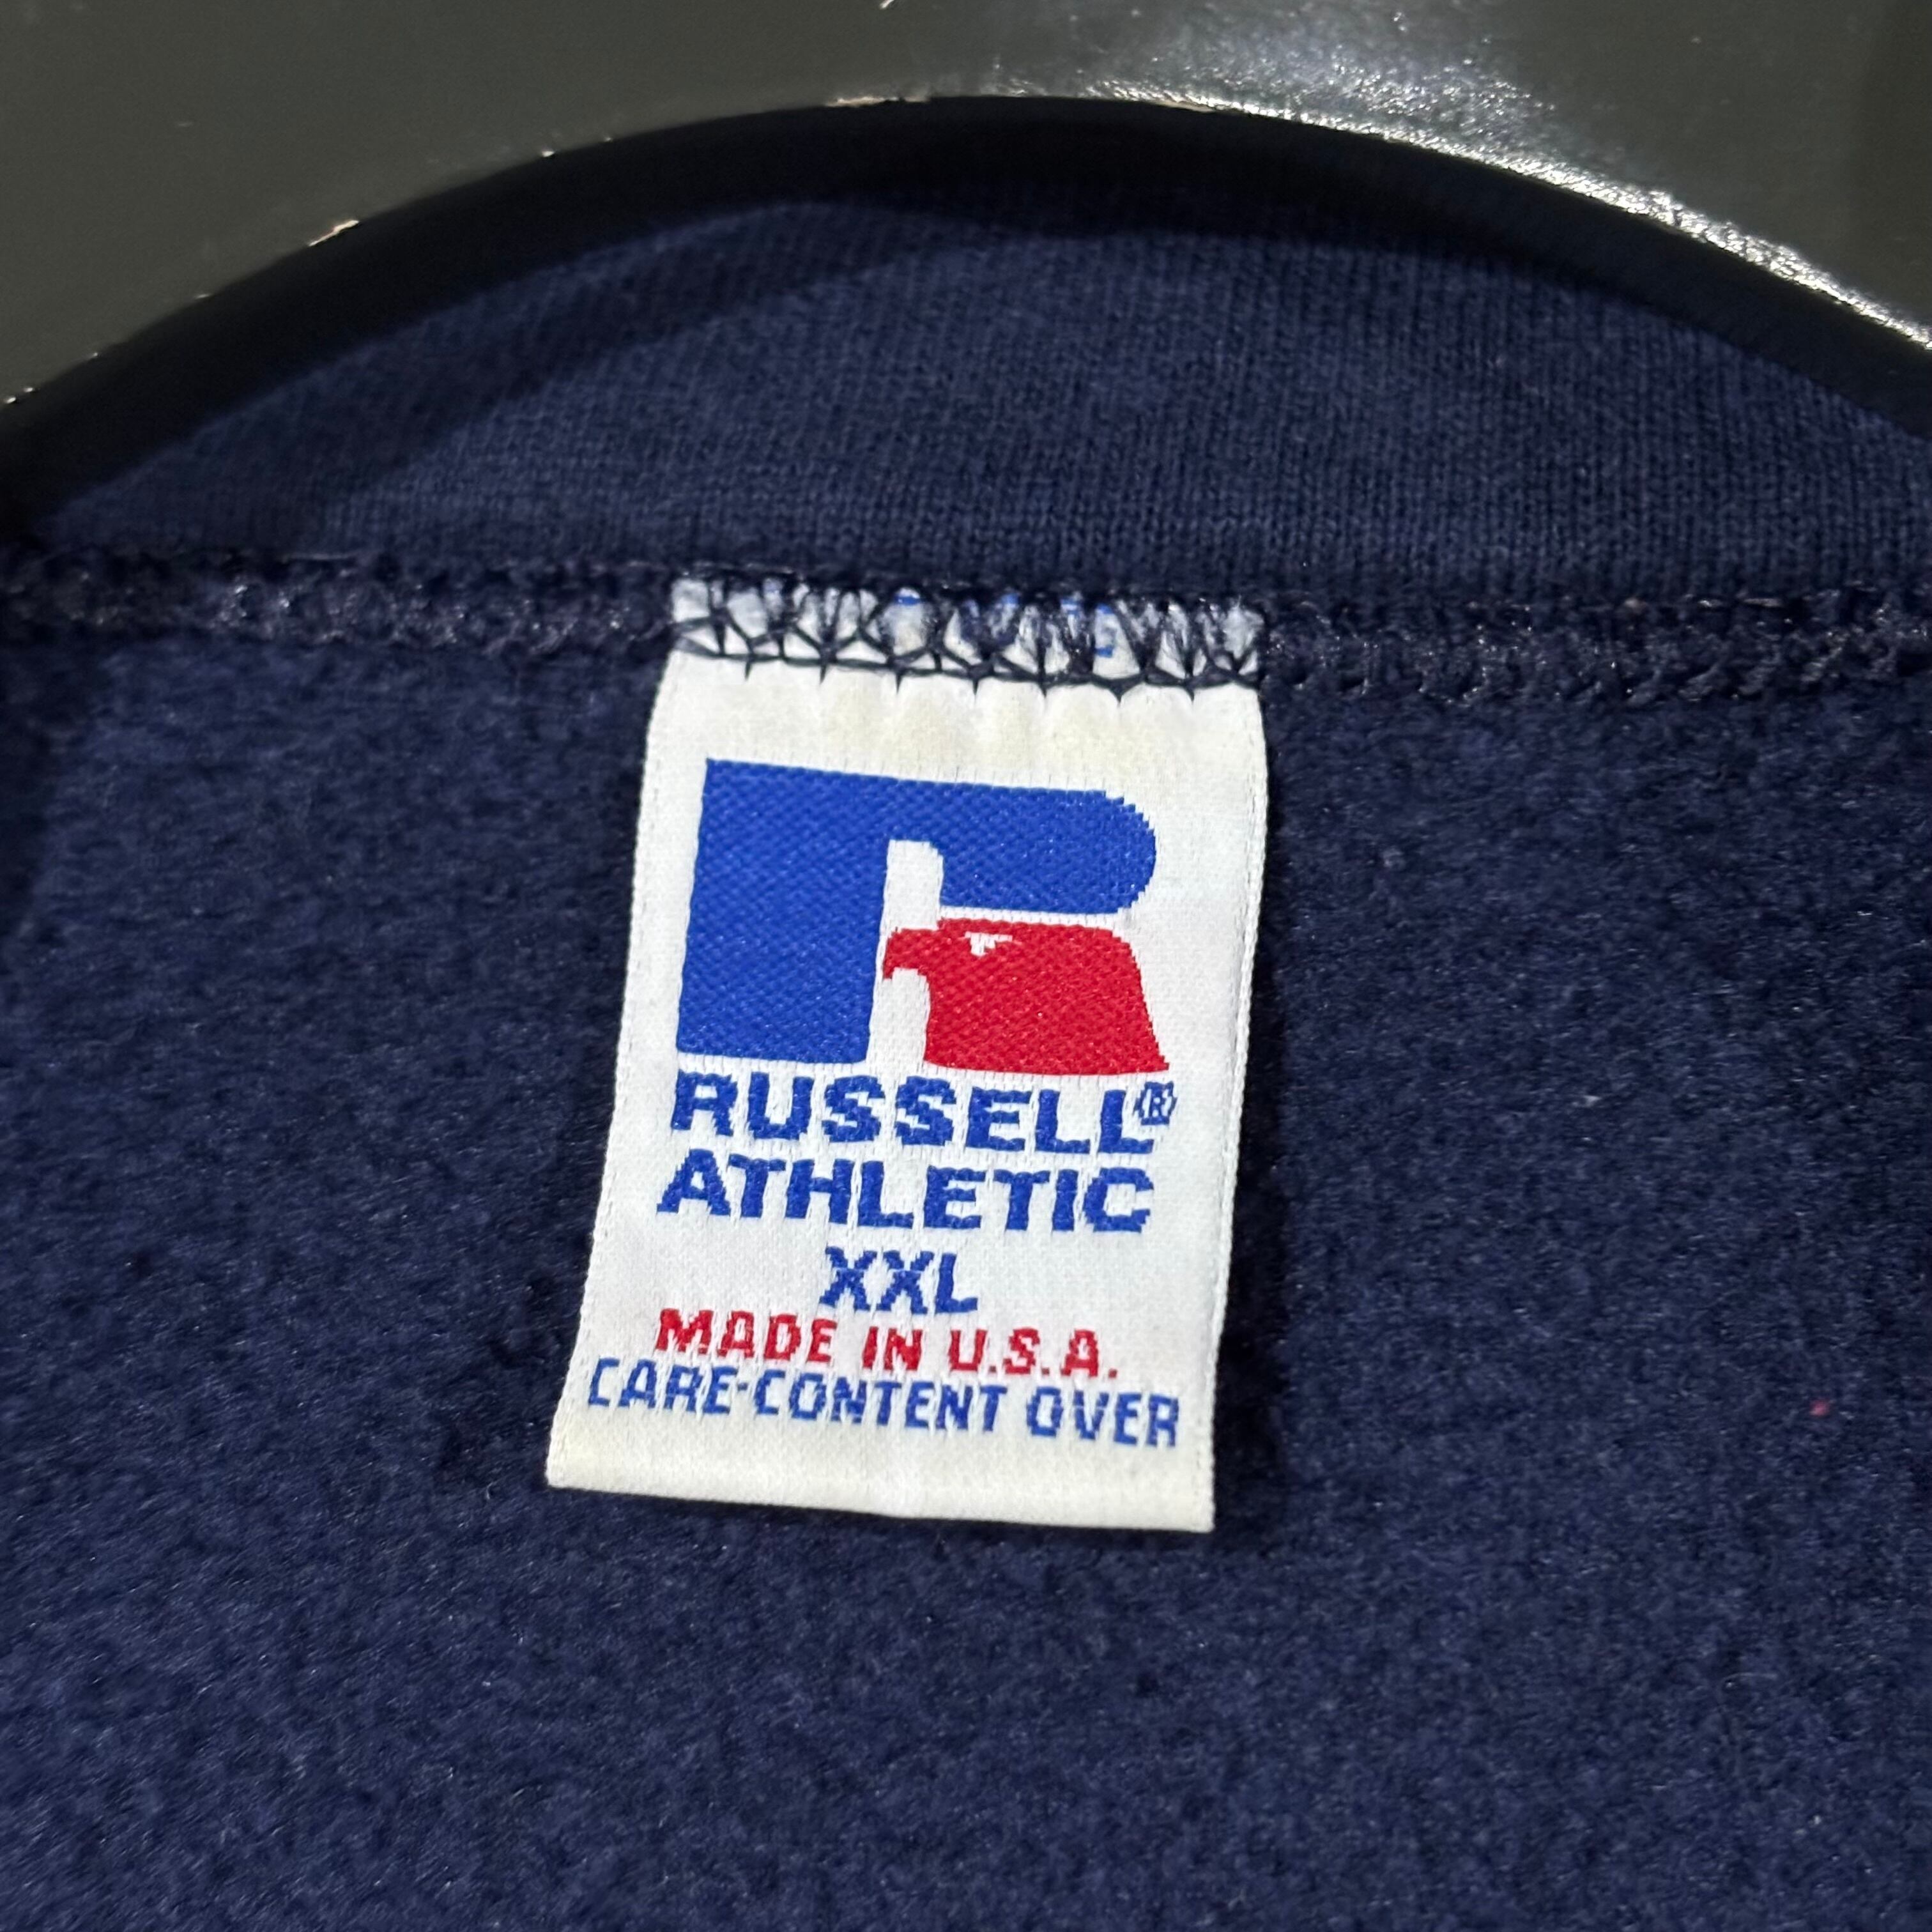 RUSSELL®
ATHLETIC
XXL
MADE IN U.S.A.
CARE-CONTENT OVER